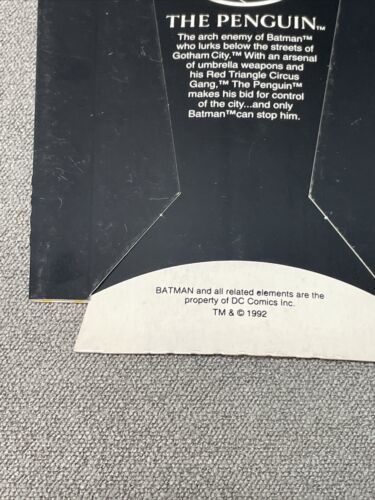 THE PENGUIN™
The arch enemy of Batman™
who lurks below the streets of
Gotham City.™ With an arsenal
of umbrella weapons and
his Red Triangle Circus
Gang,™ The Penguin™
makes his bid for control
of the city...and only
Batman™can stop him.
BATMAN and all related elements are the
property of DC Comics Inc.
TM & © 1992